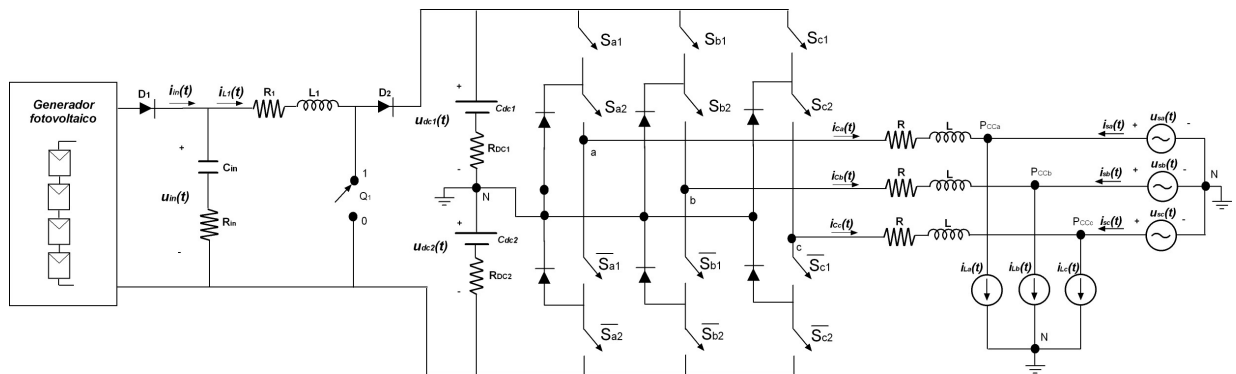 Generador
fotovoltaico
D1
iin(t)
iL1(t)
R1
L1
D2
+
Cin
uin(t)
Rin
-
1
Q1
0
+
Cdc1
udc1(t)
RDC1
-
N
+
Cdc2
udc2(t)
RDC2
-
Sa1
Sb1
Sc1
Sa2
Sb2
Sc2
a
b
c
Sa1
Sb1
Sc1
Sa2
Sb2
Sc2
iCa(t)
R
L
PCCa
isa(t)
+
usa(t)
-
iCb(t)
R
L
PCCb
isb(t)
+
usb(t)
-
N
iCc(t)
R
L
PCCc
isc(t)
+
usc(t)
-
iLa(t)
iLb(t)
iLc(t)
N